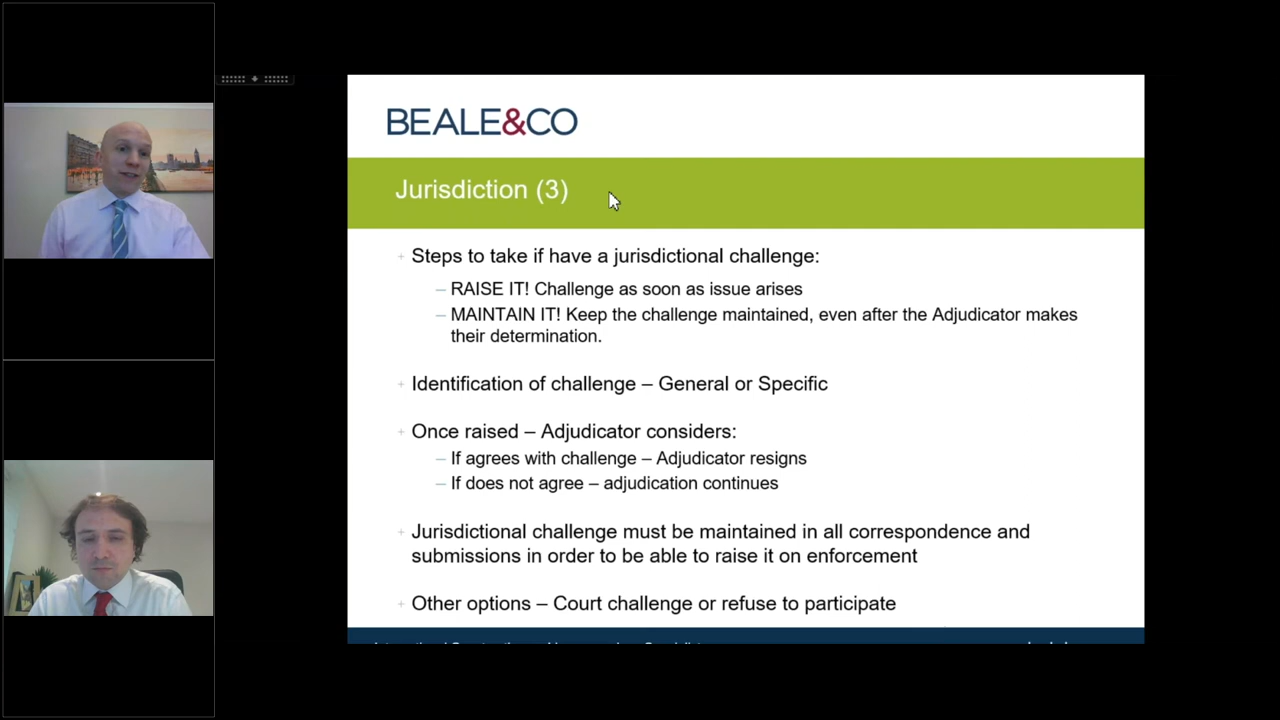 BEALE&CO
Jurisdiction (3)
Steps to take if have a jurisdictional challenge:
– RAISE IT! Challenge as soon as issue arises
– MAINTAIN IT! Keep the challenge maintained, even after the Adjudicator makes
their determination.
Identification of challenge – General or Specific
Once raised – Adjudicator considers:
– If agrees with challenge – Adjudicator resigns
– If does not agree – adjudication continues
Jurisdictional challenge must be maintained in all correspondence and
submissions in order to be able to raise it on enforcement
Other options – Court challenge or refuse to participate